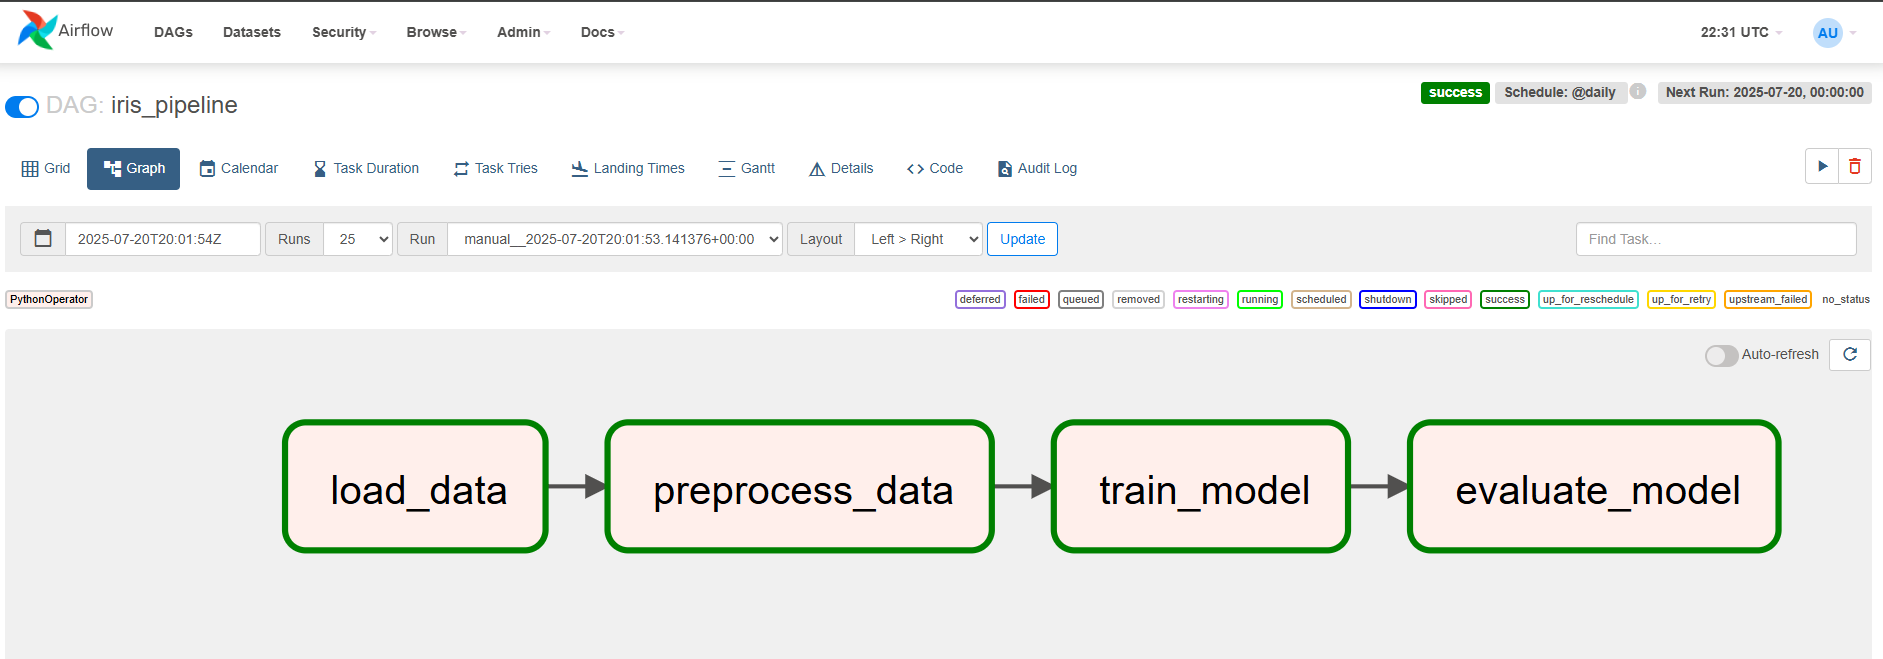 Airflow DAGs Datasets Security Browse Admin Docs 22:31 UTC AU
DAG: iris_pipeline success Schedule: @daily i Next Run: 2025-07-20, 00:00:00
Grid Graph Calendar Task Duration Task Tries Landing Times Gantt Details Code Audit Log
2025-07-20T20:01:54Z Runs 25 Run manual__2025-07-20T20:01:53.141376+00:00 Layout Left > Right Update Find Task...
PythonOperator deferred failed queued removed restarting running scheduled shutdown skipped success up_for_reschedule up_for_retry upstream_failed no_status
Auto-refresh
load_data preprocess_data train_model evaluate_model